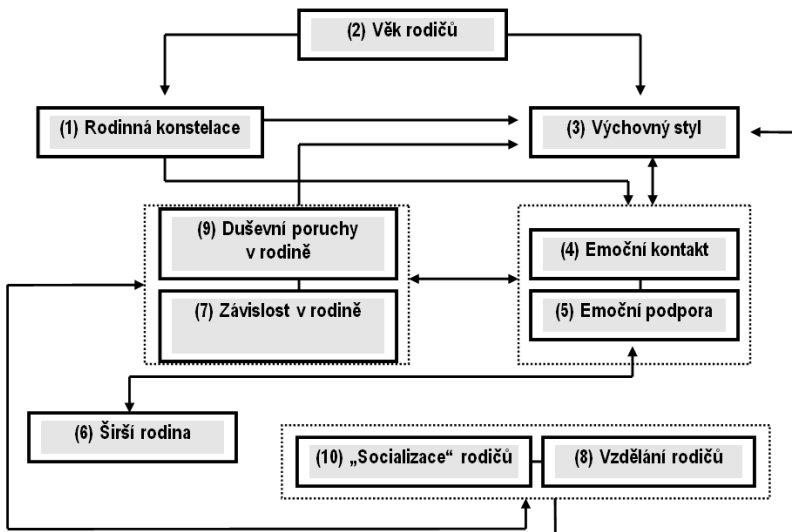 (2) Věk rodičů
(1) Rodinná konstelace
(3) Výchovný styl
(9) Duševní poruchy
v rodině
(4) Emoční kontakt
(7) Závislost v rodině
(5) Emoční podpora
(6) Širší rodina
(10) „Socializace“ rodičů
(8) Vzdělání rodičů